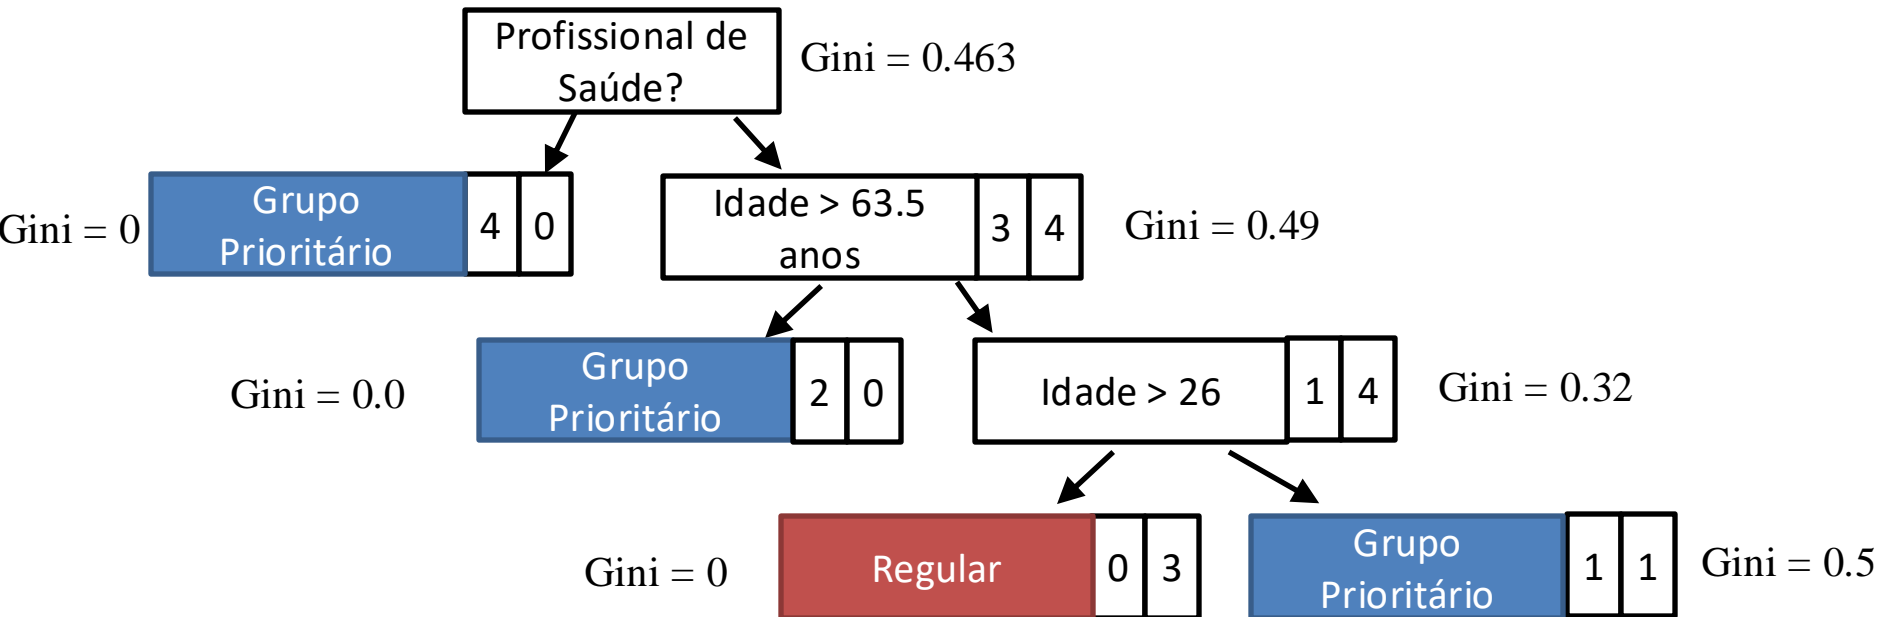 Profissional de
Saúde?
Gini = 0.463
Gini = 0
Grupo
Prioritário
4 0
Idade > 63.5
anos
3 4
Gini = 0.49
Gini = 0.0
Grupo
Prioritário
2 0
Idade > 26
1 4
Gini = 0.32
Gini = 0
Regular
0 3
Grupo
Prioritário
1 1
Gini = 0.5